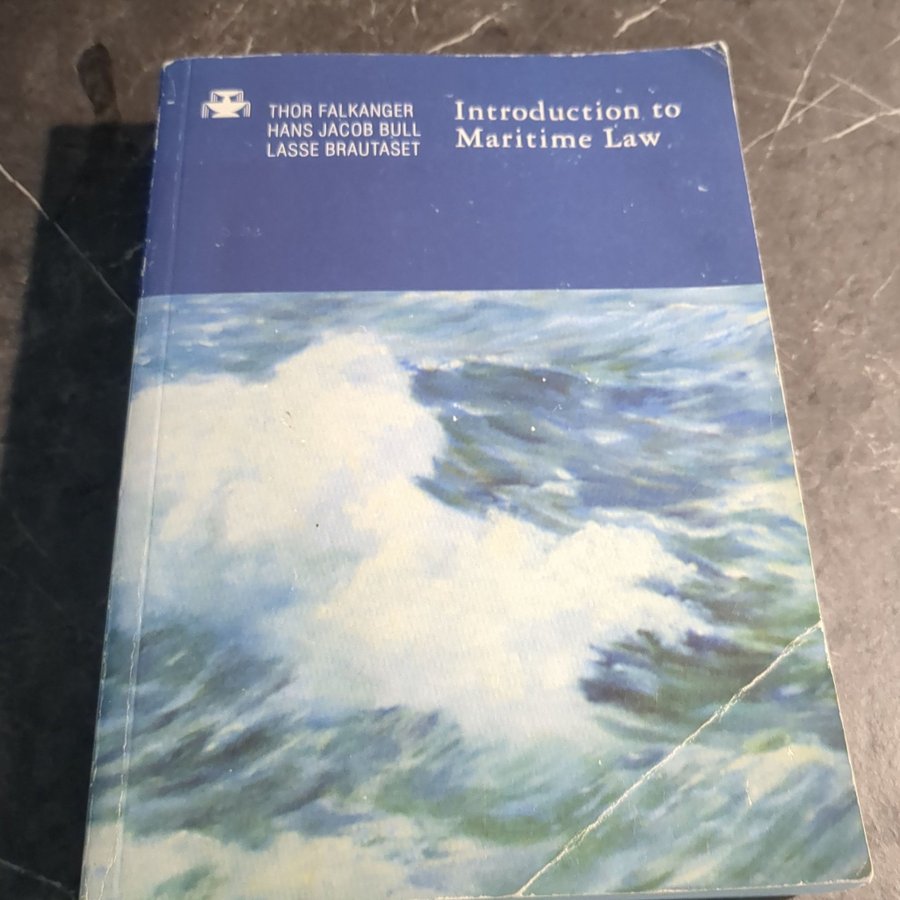 THOR FALKANGER
HANS JACOB BULL
LASSE BRAUTASET
Introduction to
Maritime Law